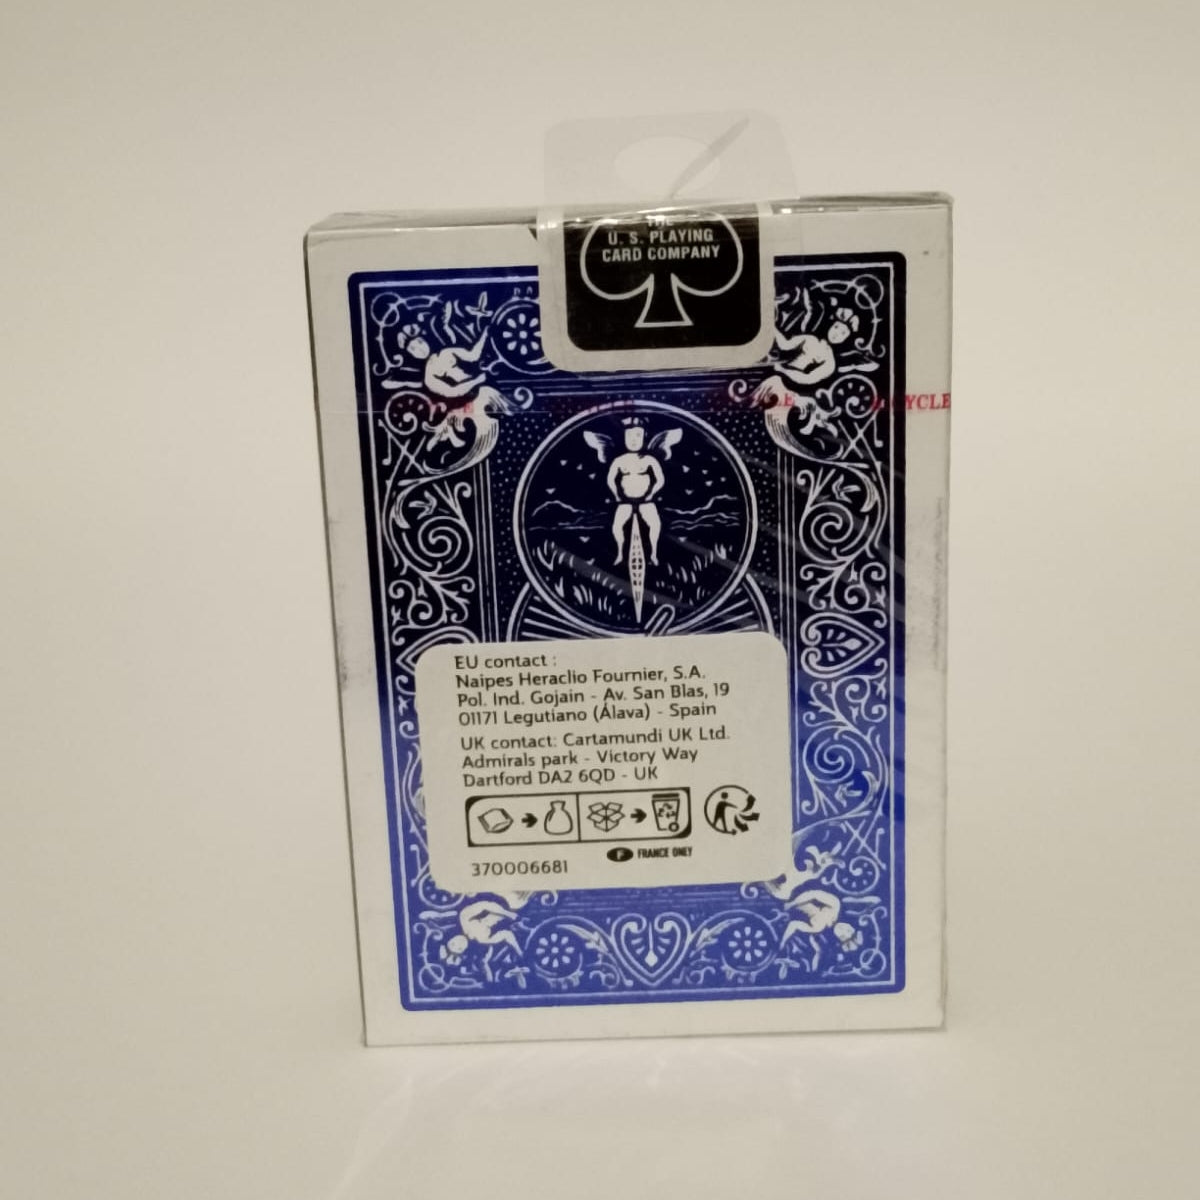 THE
U. S. PLAYING
CARD COMPANY
BICYCLE
EU contact :
Naipes Heraclio Fournier, S.A.
Pol. Ind. Gojain - Av. San Blas, 19
01171 Legutiano (Álava) - Spain
UK contact: Cartamundi UK Ltd.
Admirals park - Victory Way
Dartford DA2 6QD - UK
F FRANCE ONLY
370006681